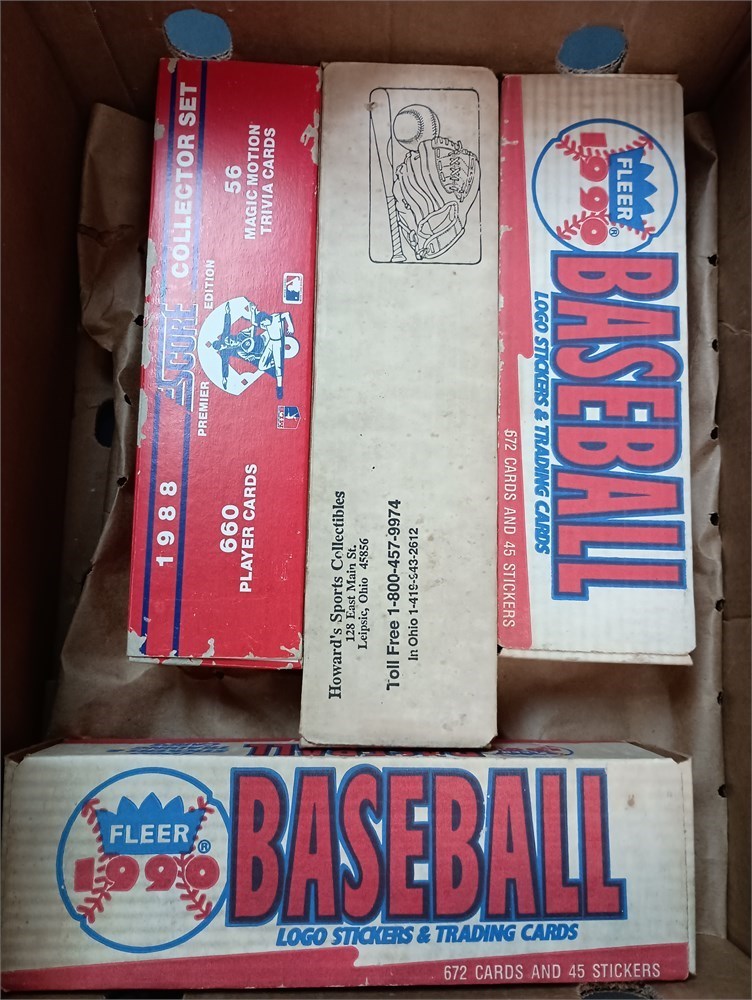 1988
SCORE
COLLECTOR SET
PREMIER EDITION
660
PLAYER CARDS
56
MAGIC MOTION
TRIVIA CARDS
Howard's Sports Collectibles
128 East Main St.
Leipsic, Ohio 45856
Toll Free 1-800-457-9974
In Ohio 1-419-943-2612
FLEER®
1990
BASEBALL
LOGO STICKERS & TRADING CARDS
672 CARDS AND 45 STICKERS
FLEER®
1990
BASEBALL
LOGO STICKERS & TRADING CARDS
672 CARDS AND 45 STICKERS